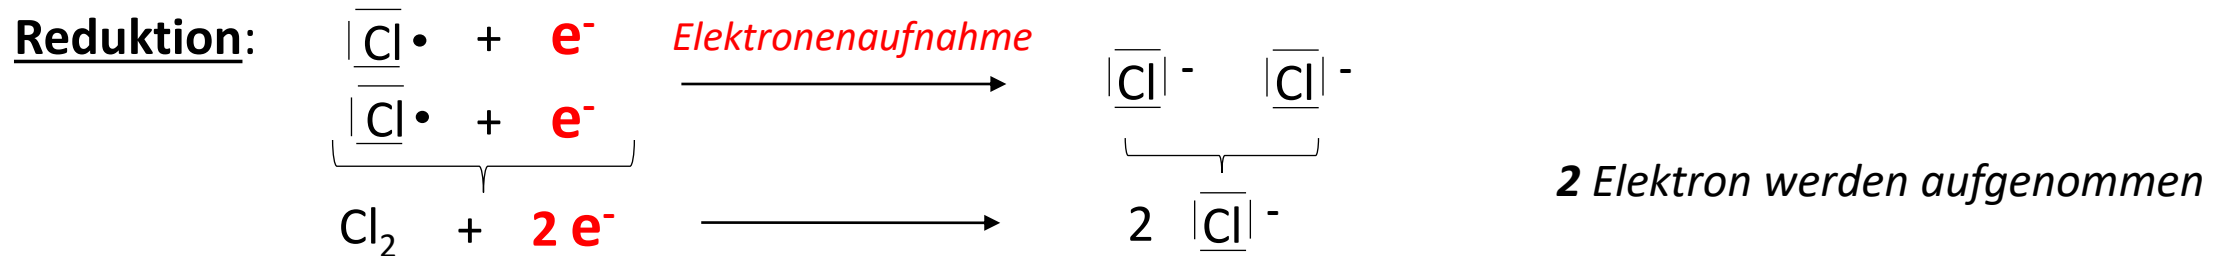 Reduktion: |Cl• + e⁻ Elektronenaufnahme |Cl|⁻ |Cl|⁻
|Cl• + e⁻
2 Elektron werden aufgenommen
Cl₂ + 2 e⁻ 2 |Cl|⁻